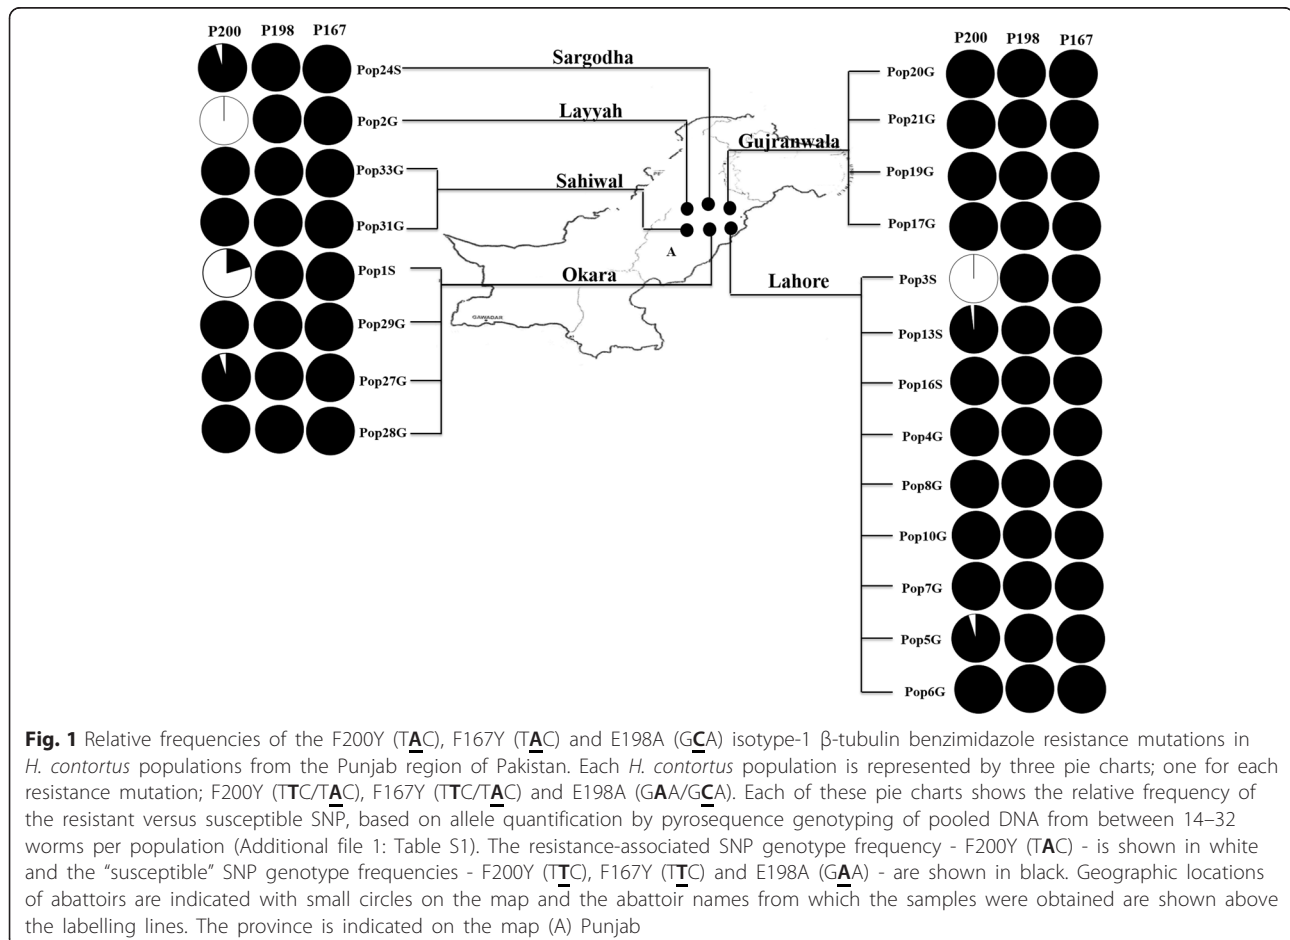 P200 P198 P167
Pop24S
Pop2G
Pop33G
Pop31G
Pop1S
Pop29G
Pop27G
Pop28G
Sargodha
Layyah
Sahiwal
Okara
Gujranwala
Lahore
A
GAWADAR
P200 P198 P167
Pop20G
Pop21G
Pop19G
Pop17G
Pop3S
Pop13S
Pop16S
Pop4G
Pop8G
Pop10G
Pop7G
Pop5G
Pop6G
Fig. 1 Relative frequencies of the F200Y (TAC), F167Y (TAC) and E198A (GCA) isotype-1 β-tubulin benzimidazole resistance mutations in
H. contortus populations from the Punjab region of Pakistan. Each H. contortus population is represented by three pie charts; one for each
resistance mutation; F200Y (TTC/TAC), F167Y (TTC/TAC) and E198A (GAA/GCA). Each of these pie charts shows the relative frequency of
the resistant versus susceptible SNP, based on allele quantification by pyrosequence genotyping of pooled DNA from between 14–32
worms per population (Additional file 1: Table S1). The resistance-associated SNP genotype frequency - F200Y (TAC) - is shown in white
and the “susceptible” SNP genotype frequencies - F200Y (TTC), F167Y (TTC) and E198A (GAA) - are shown in black. Geographic locations
of abattoirs are indicated with small circles on the map and the abattoir names from which the samples were obtained are shown above
the labelling lines. The province is indicated on the map (A) Punjab